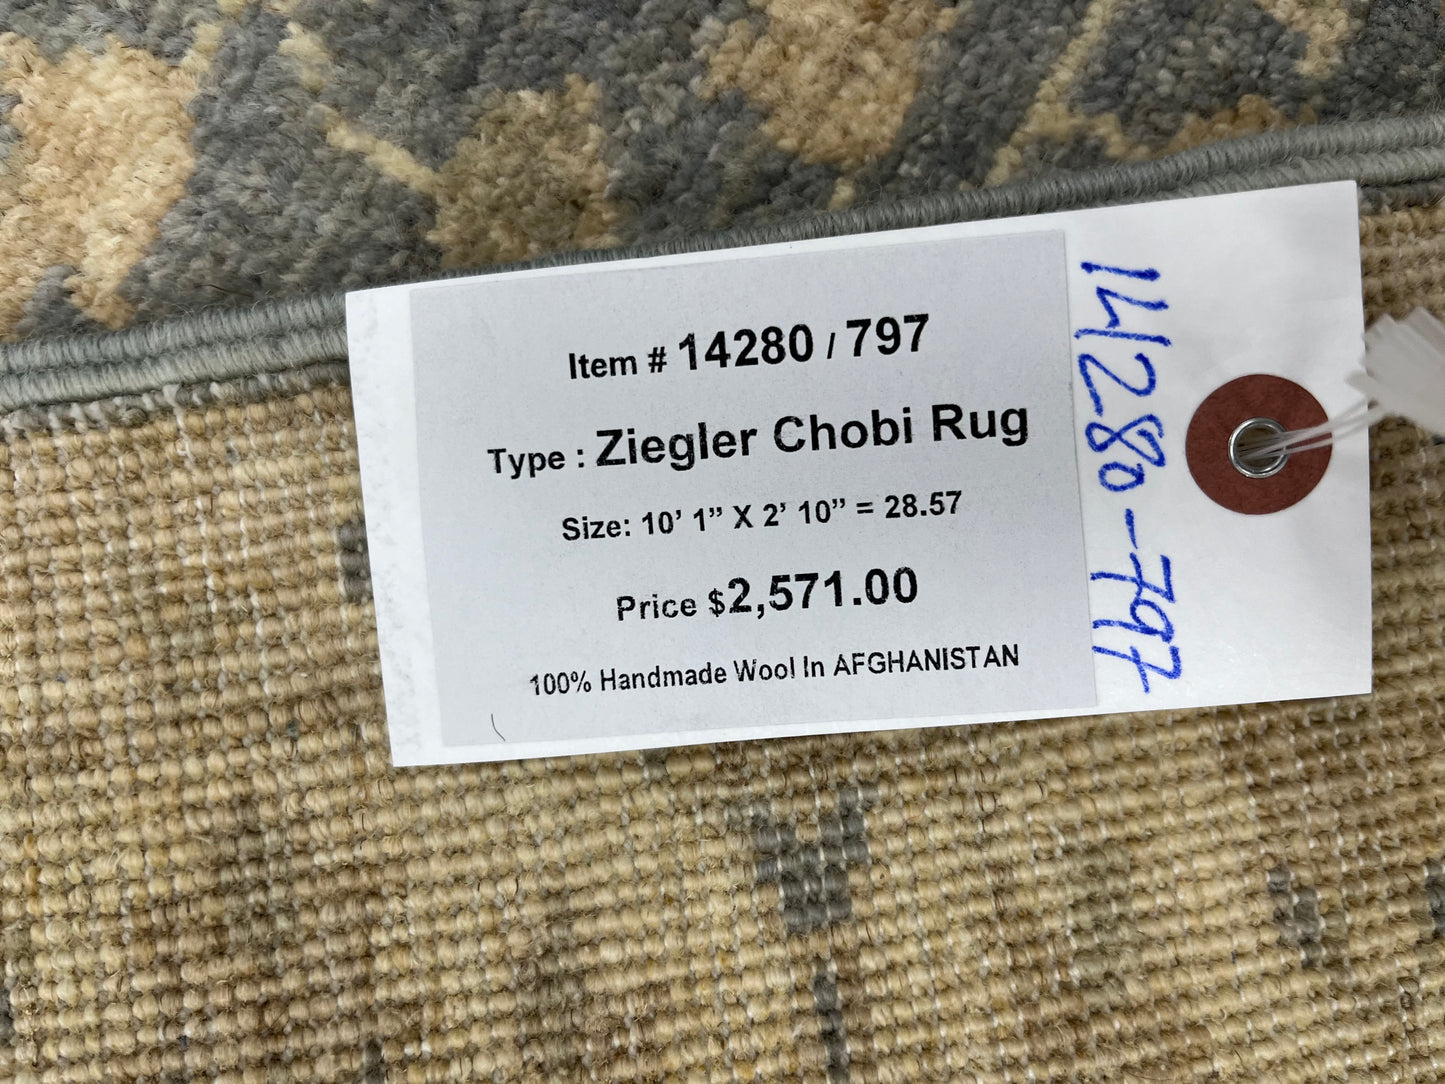 Item # 14280 / 797
Type : Ziegler Chobi Rug
Size: 10’ 1” X 2’ 10” = 28.57
Price $2,571.00
100% Handmade Wool In AFGHANISTAN
14280-797